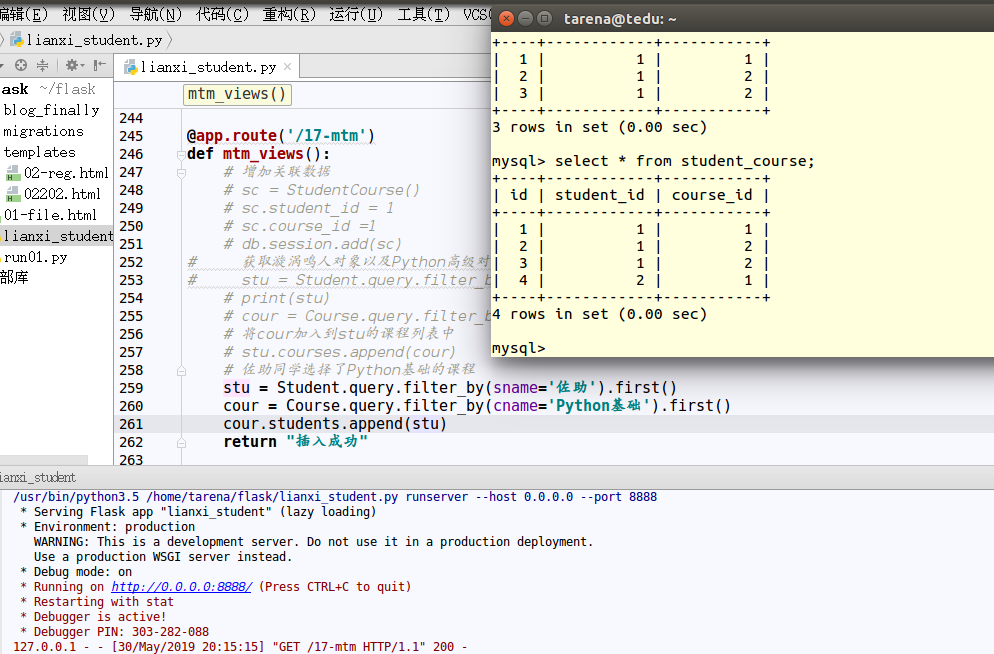 编辑(E) 视图(V) 导航(N) 代码(C) 重构(R) 运行(U) 工具(T) VCS(
lianxi_student.py
ask ~/flask
blog_finally
migrations
templates
02-reg.html
02202.html
01-file.html
lianxi_student
run01.py
部库
lianxi_student.py ×
mtm_views()
244
245 @app.route('/17-mtm')
246 def mtm_views():
247 # 增加关联数据
248 # sc = StudentCourse()
249 # sc.student_id = 1
250 # sc.course_id =1
251 # db.session.add(sc)
252 # 获取漩涡鸣人对象以及Python高级对
253 # stu = Student.query.filter_b
254 # print(stu)
255 # cour = Course.query.filter_b
256 # 将cour加入到stu的课程列表中
257 # stu.courses.append(cour)
258 # 佐助同学选择了Python基础的课程
259 stu = Student.query.filter_by(sname='佐助').first()
260 cour = Course.query.filter_by(cname='Python基础').first()
261 cour.students.append(stu)
262 return "插入成功"
263
tarena@tedu: ~
+----+------------+-----------+
|  1 |          1 |         1 |
|  2 |          1 |         2 |
|  3 |          1 |         2 |
+----+------------+-----------+
3 rows in set (0.00 sec)
mysql> select * from student_course;
+----+------------+-----------+
| id | student_id | course_id |
+----+------------+-----------+
|  1 |          1 |         1 |
|  2 |          1 |         2 |
|  3 |          1 |         2 |
|  4 |          2 |         1 |
+----+------------+-----------+
4 rows in set (0.00 sec)
mysql>
ianxi_student
/usr/bin/python3.5 /home/tarena/flask/lianxi_student.py runserver --host 0.0.0.0 --port 8888
* Serving Flask app "lianxi_student" (lazy loading)
* Environment: production
WARNING: This is a development server. Do not use it in a production deployment.
Use a production WSGI server instead.
* Debug mode: on
* Running on http://0.0.0.0:8888/ (Press CTRL+C to quit)
* Restarting with stat
* Debugger is active!
* Debugger PIN: 303-282-088
127.0.0.1 - - [30/May/2019 20:15:15] "GET /17-mtm HTTP/1.1" 200 -